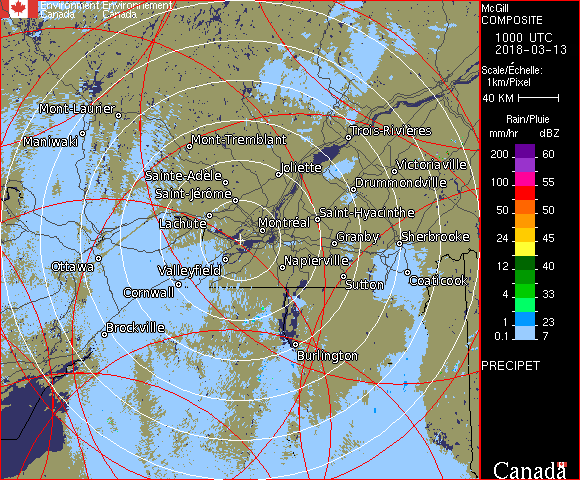 Environment Environnement
Canada Canada
McGill
COMPOSITE
1000 UTC
2018-03-13
Scale/Échelle:
1km/Pixel
40 KM
Rain/Pluie
mm/hr dBZ
200 60
100 55
50 50
24 45
12 40
4 33
1 23
0.1 7
PRECIPET
Canada
Mont-Laurier
Maniwaki
Mont-Tremblant
Trois-Rivières
Sainte-Adèle
Joliette
Victoriaville
Saint-Jérôme
Drummondville
Lachute
Montréal
Saint-Hyacinthe
Granby
Sherbrooke
Ottawa
Valleyfield
Napierville
Cornwall
Sutton
Coaticook
Brockville
Burlington